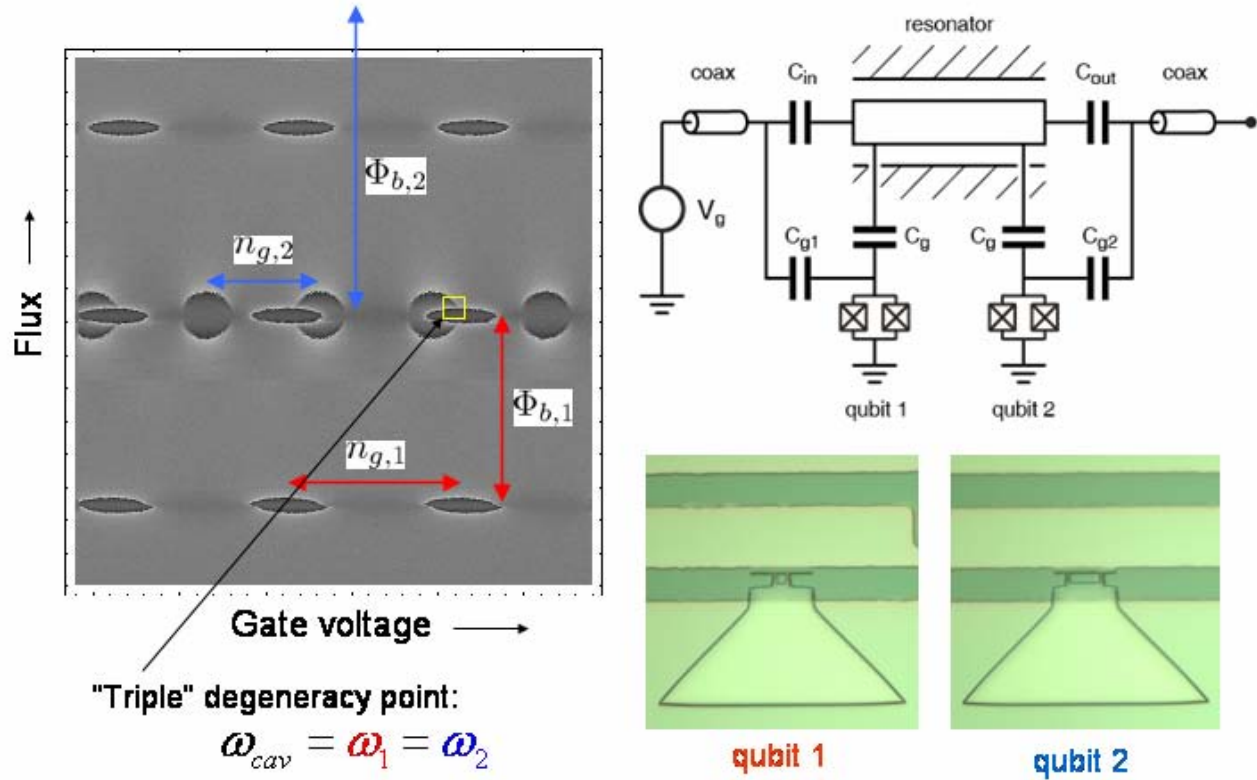 Flux
Φ_{b,2}
n_{g,2}
Φ_{b,1}
n_{g,1}
Gate voltage
"Triple" degeneracy point:
ω_{cav} = ω_1 = ω_2
resonator
coax
C_{in}
C_{out}
coax
V_g
C_{g1}
C_g
C_g
C_{g2}
qubit 1
qubit 2
qubit 1
qubit 2